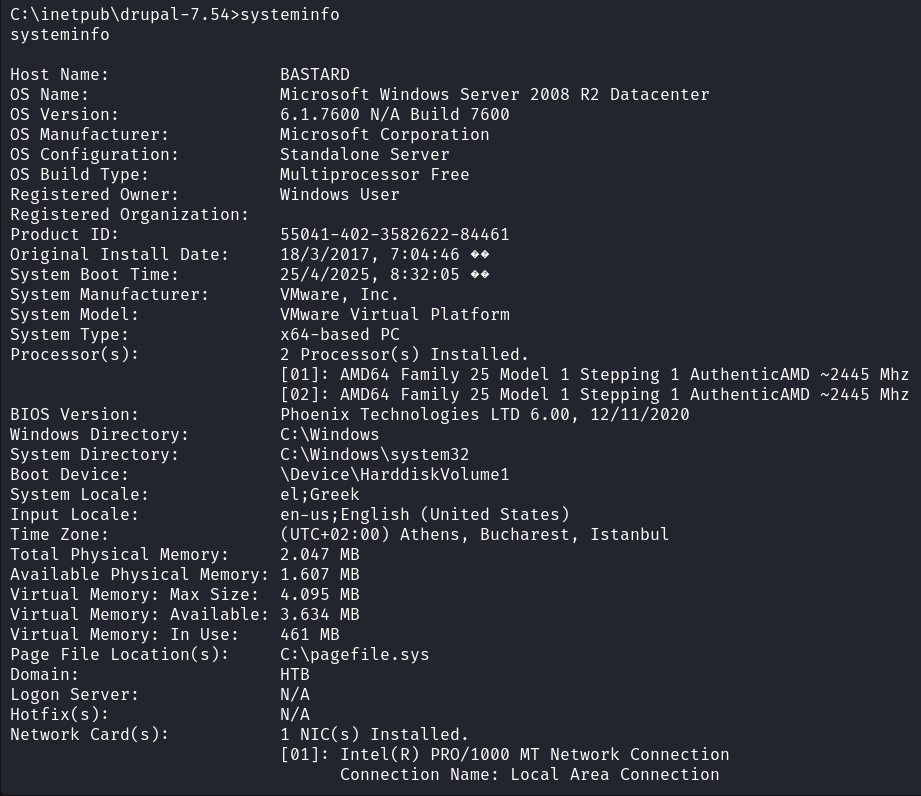 C:\inetpub\drupal-7.54>systeminfo
systeminfo
Host Name: BASTARD
OS Name: Microsoft Windows Server 2008 R2 Datacenter
OS Version: 6.1.7600 N/A Build 7600
OS Manufacturer: Microsoft Corporation
OS Configuration: Standalone Server
OS Build Type: Multiprocessor Free
Registered Owner: Windows User
Registered Organization:
Product ID: 55041-402-3582622-84461
Original Install Date: 18/3/2017, 7:04:46 ��
System Boot Time: 25/4/2025, 8:32:05 ��
System Manufacturer: VMware, Inc.
System Model: VMware Virtual Platform
System Type: x64-based PC
Processor(s): 2 Processor(s) Installed.
[01]: AMD64 Family 25 Model 1 Stepping 1 AuthenticAMD ~2445 Mhz
[02]: AMD64 Family 25 Model 1 Stepping 1 AuthenticAMD ~2445 Mhz
BIOS Version: Phoenix Technologies LTD 6.00, 12/11/2020
Windows Directory: C:\Windows
System Directory: C:\Windows\system32
Boot Device: \Device\HarddiskVolume1
System Locale: el;Greek
Input Locale: en-us;English (United States)
Time Zone: (UTC+02:00) Athens, Bucharest, Istanbul
Total Physical Memory: 2.047 MB
Available Physical Memory: 1.607 MB
Virtual Memory: Max Size: 4.095 MB
Virtual Memory: Available: 3.634 MB
Virtual Memory: In Use: 461 MB
Page File Location(s): C:\pagefile.sys
Domain: HTB
Logon Server: N/A
Hotfix(s): N/A
Network Card(s): 1 NIC(s) Installed.
[01]: Intel(R) PRO/1000 MT Network Connection
Connection Name: Local Area Connection